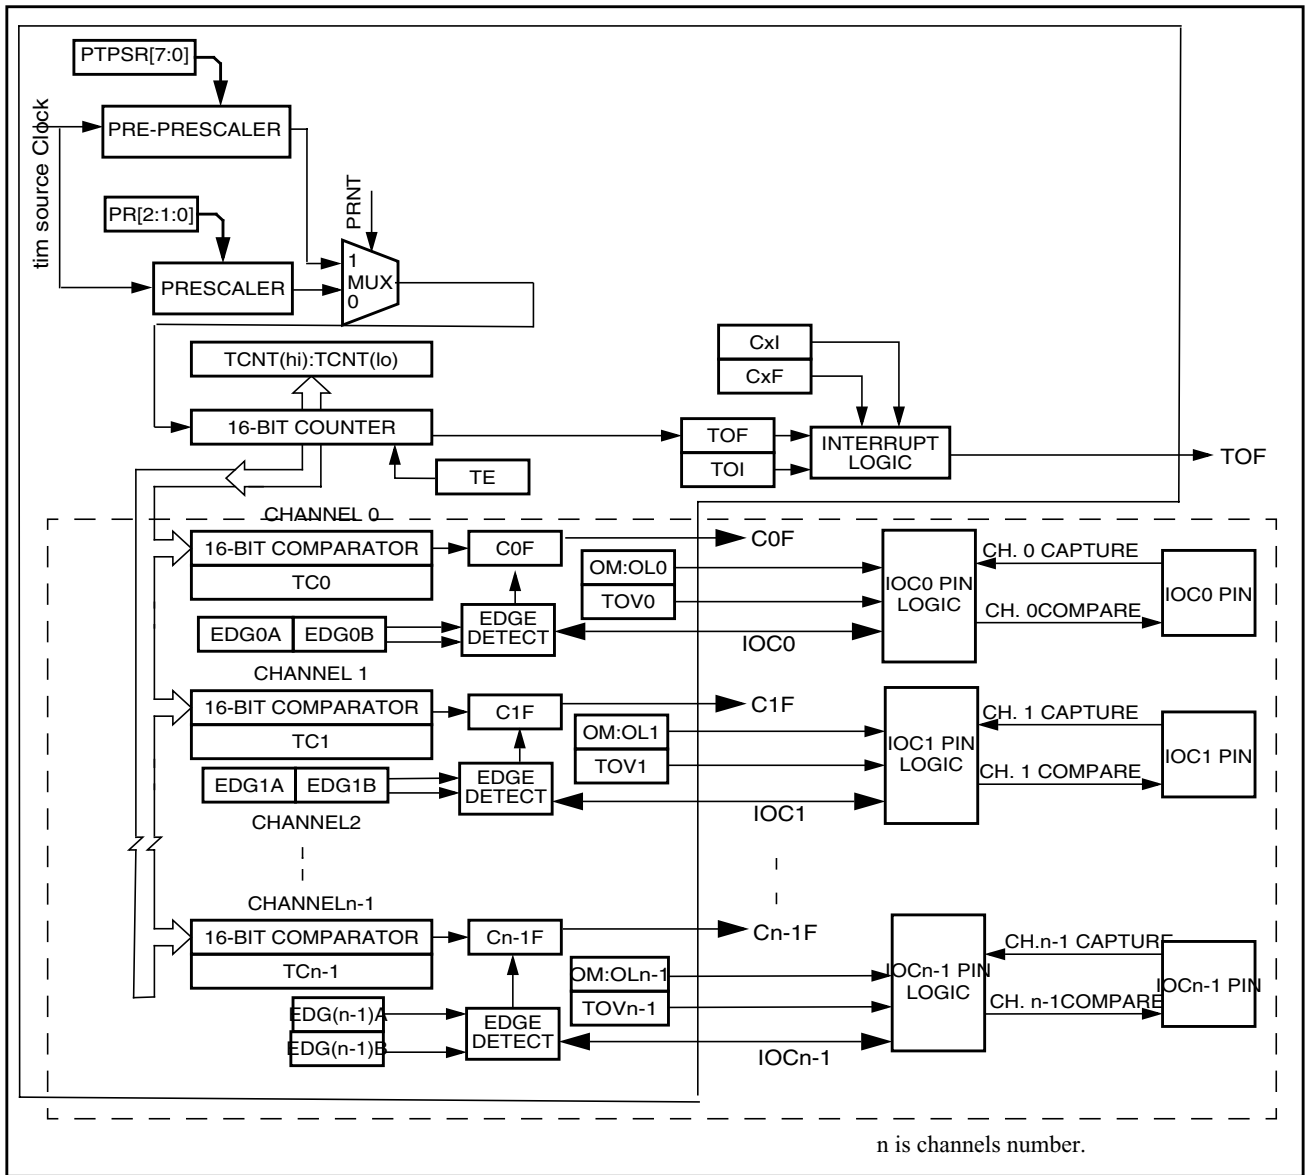 PTPSR[7:0]
tim source Clock
PRE-PRESCALER
PR[2:1:0]
PRNT
PRESCALER
1
MUX
0
TCNT(hi):TCNT(lo)
CxI
CxF
16-BIT COUNTER
TOF
TOI
INTERRUPT
LOGIC
TOF
TE
CHANNEL 0
16-BIT COMPARATOR
TC0
C0F
C0F
OM:OL0
TOV0
EDG0A
EDG0B
EDGE
DETECT
IOC0
IOC0 PIN
LOGIC
CH. 0 CAPTURE
CH. 0COMPARE
IOC0 PIN
CHANNEL 1
16-BIT COMPARATOR
TC1
C1F
C1F
OM:OL1
TOV1
EDG1A
EDG1B
EDGE
DETECT
IOC1
IOC1 PIN
LOGIC
CH. 1 CAPTURE
CH. 1 COMPARE
IOC1 PIN
CHANNEL2
CHANNELn-1
16-BIT COMPARATOR
TCn-1
Cn-1F
Cn-1F
OM:OLn-1
TOVn-1
EDG(n-1)A
EDG(n-1)B
EDGE
DETECT
IOCn-1
IOCn-1 PIN
LOGIC
CH.n-1 CAPTURE
CH. n-1COMPARE
IOCn-1 PIN
n is channels number.